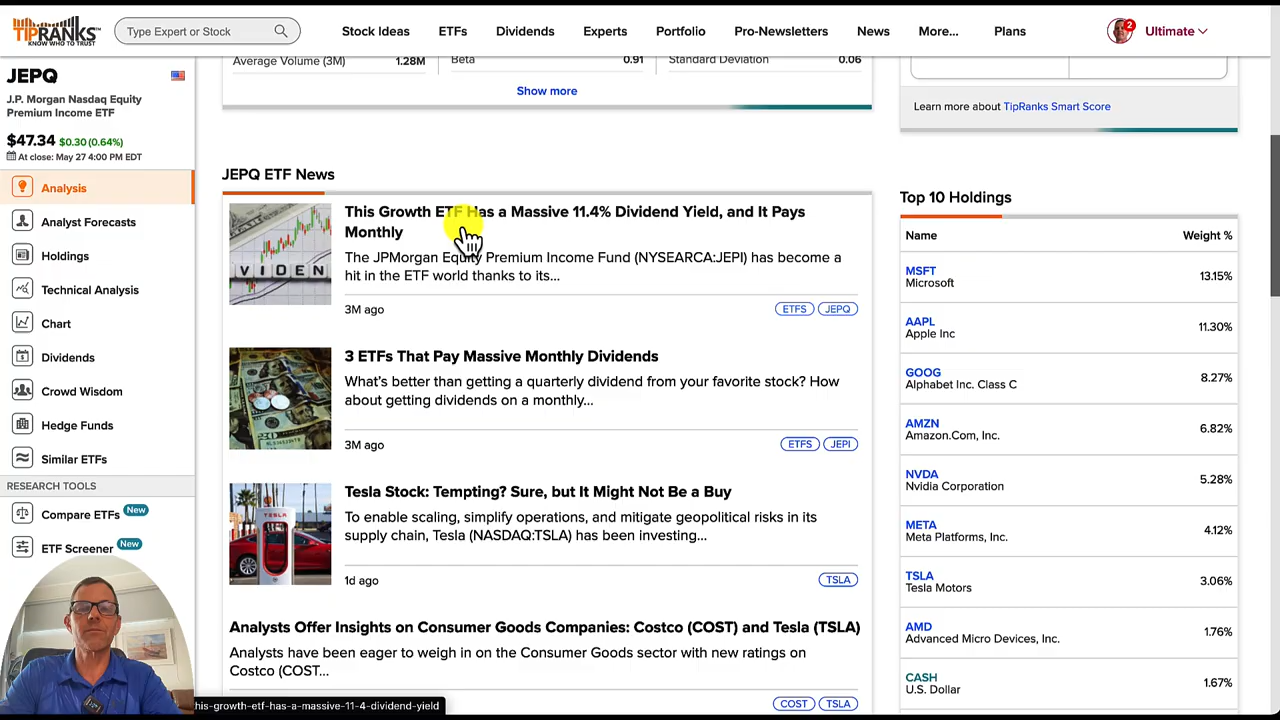 TIPRANKS
KNOW WHO TO TRUST
Type Expert or Stock
Stock Ideas
ETFs
Dividends
Experts
Portfolio
Pro-Newsletters
News
More...
Plans
2
Ultimate
JEPQ
J.P. Morgan Nasdaq Equity
Premium Income ETF
$47.34 $0.30 (0.64%)
At close: May 27 4:00 PM EDT
Analysis
Analyst Forecasts
Holdings
Technical Analysis
Chart
Dividends
Crowd Wisdom
Hedge Funds
Similar ETFs
RESEARCH TOOLS
Compare ETFs New
ETF Screener New
Average Volume (3M) 1.28M
Beta 0.91
Standard Deviation 0.06
Show more
JEPQ ETF News
This Growth ETF Has a Massive 11.4% Dividend Yield, and It Pays
Monthly
The JPMorgan Equity Premium Income Fund (NYSEARCA:JEPI) has become a
hit in the ETF world thanks to its...
VIDEN
3M ago
ETFS JEPQ
3 ETFs That Pay Massive Monthly Dividends
What's better than getting a quarterly dividend from your favorite stock? How
about getting dividends on a monthly...
3M ago
ETFS JEPI
Tesla Stock: Tempting? Sure, but It Might Not Be a Buy
To enable scaling, simplify operations, and mitigate geopolitical risks in its
supply chain, Tesla (NASDAQ:TSLA) has been investing...
TESLA
1d ago
TSLA
Analysts Offer Insights on Consumer Goods Companies: Costco (COST) and Tesla (TSLA)
Analysts have been eager to weigh in on the Consumer Goods sector with new ratings on
Costco (COST...
COST TSLA
his-growth-etf-has-a-massive-11-4-dividend-yield
Learn more about TipRanks Smart Score
Top 10 Holdings
Name Weight %
MSFT
Microsoft
13.15%
AAPL
Apple Inc
11.30%
GOOG
Alphabet Inc. Class C
8.27%
AMZN
Amazon.Com, Inc.
6.82%
NVDA
Nvidia Corporation
5.28%
META
Meta Platforms, Inc.
4.12%
TSLA
Tesla Motors
3.06%
AMD
Advanced Micro Devices, Inc.
1.76%
CASH
U.S. Dollar
1.67%